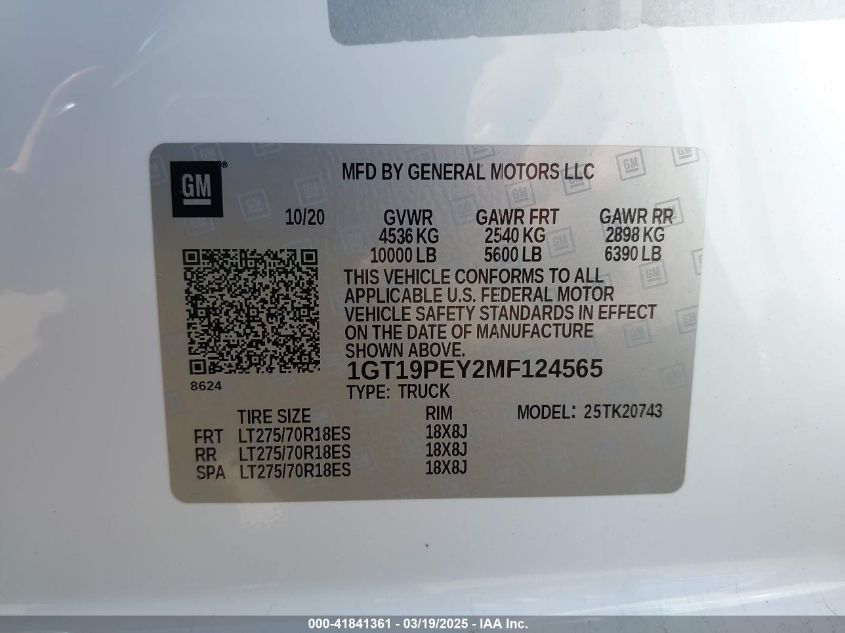 GM
MFD BY GENERAL MOTORS LLC
10/20 GVWR GAWR FRT GAWR RR
4536 KG 2540 KG 2898 KG
10000 LB 5600 LB 6390 LB
THIS VEHICLE CONFORMS TO ALL
APPLICABLE U.S. FEDERAL MOTOR
VEHICLE SAFETY STANDARDS IN EFFECT
ON THE DATE OF MANUFACTURE
SHOWN ABOVE.
1GT19PEY2MF124565
8624
TYPE: TRUCK
TIRE SIZE RIM MODEL: 25TK20743
FRT LT275/70R18ES 18X8J
RR LT275/70R18ES 18X8J
SPA LT275/70R18ES 18X8J
000-41841361 - 03/19/2025 - IAA Inc.